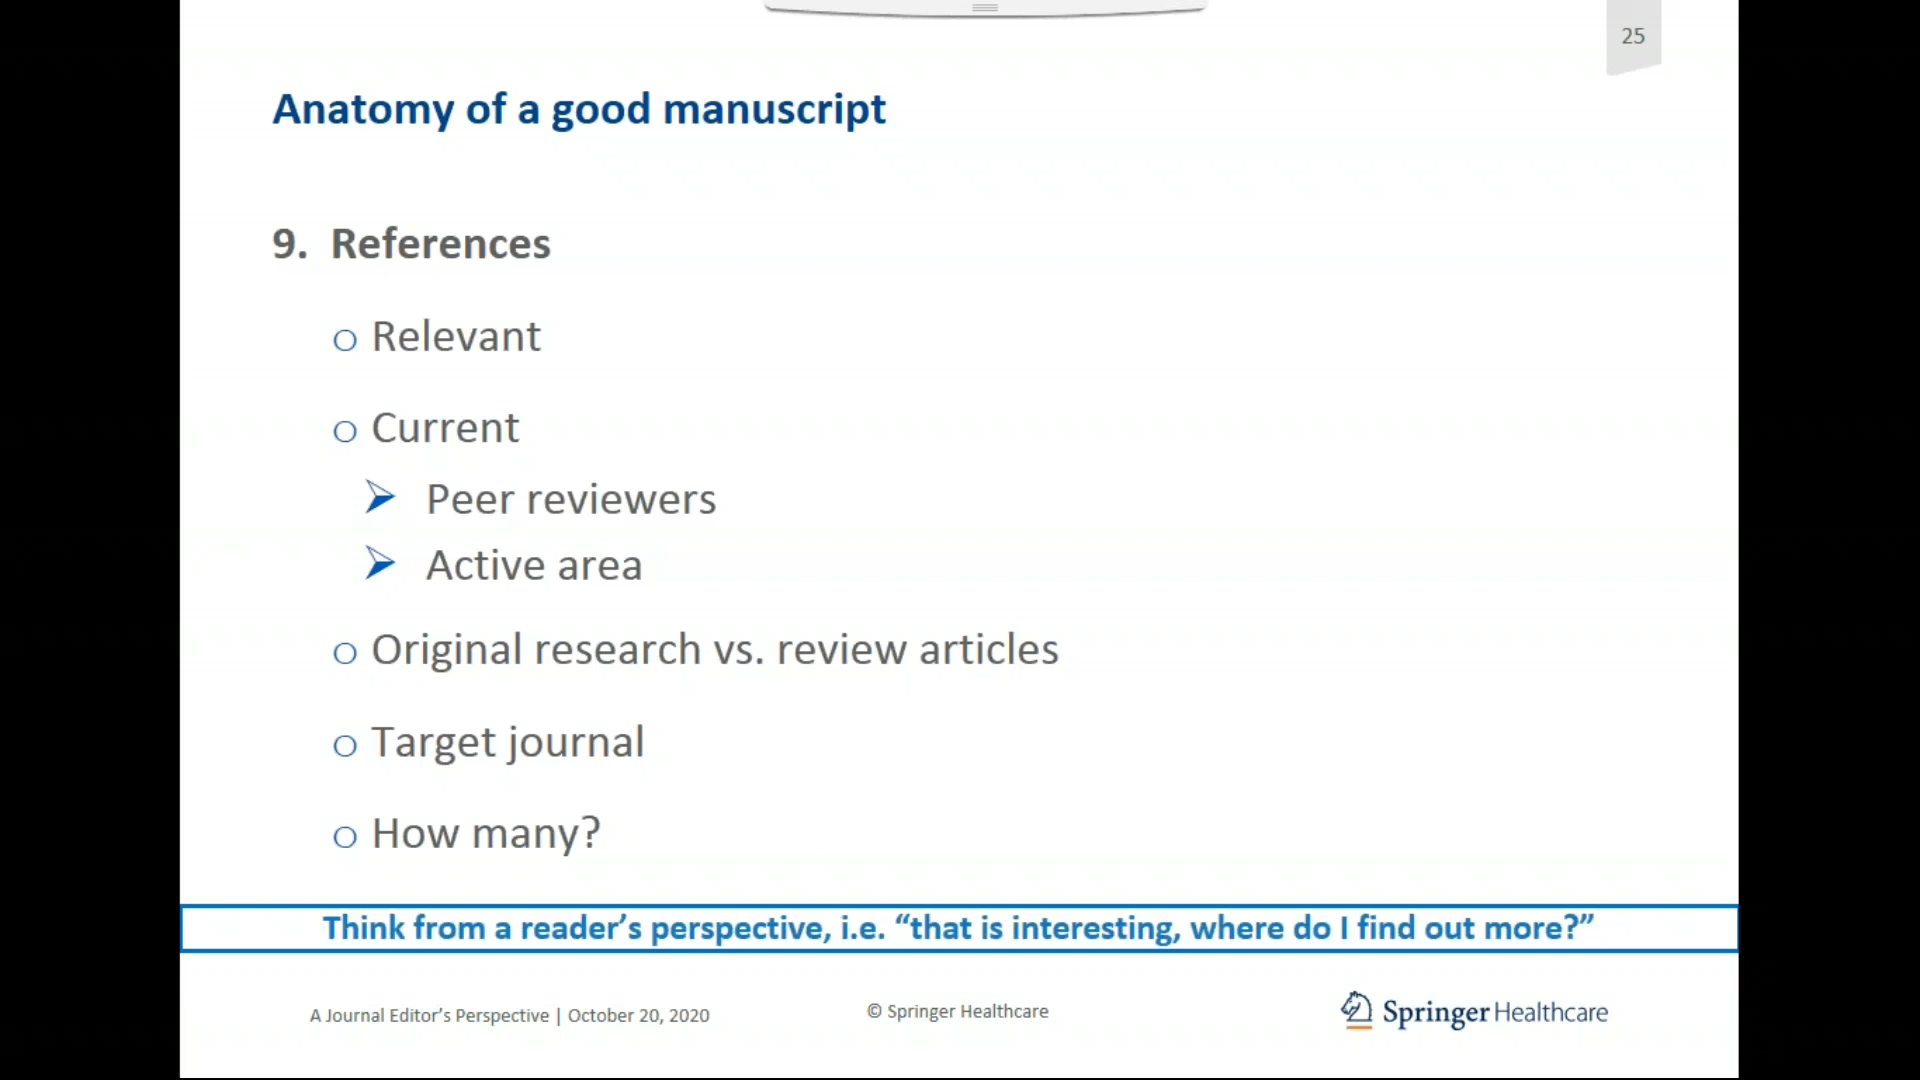 25
Anatomy of a good manuscript
9. References
o Relevant
o Current
➢ Peer reviewers
➢ Active area
o Original research vs. review articles
o Target journal
o How many?
Think from a reader’s perspective, i.e. “that is interesting, where do I find out more?”
A Journal Editor’s Perspective | October 20, 2020
© Springer Healthcare
Springer Healthcare